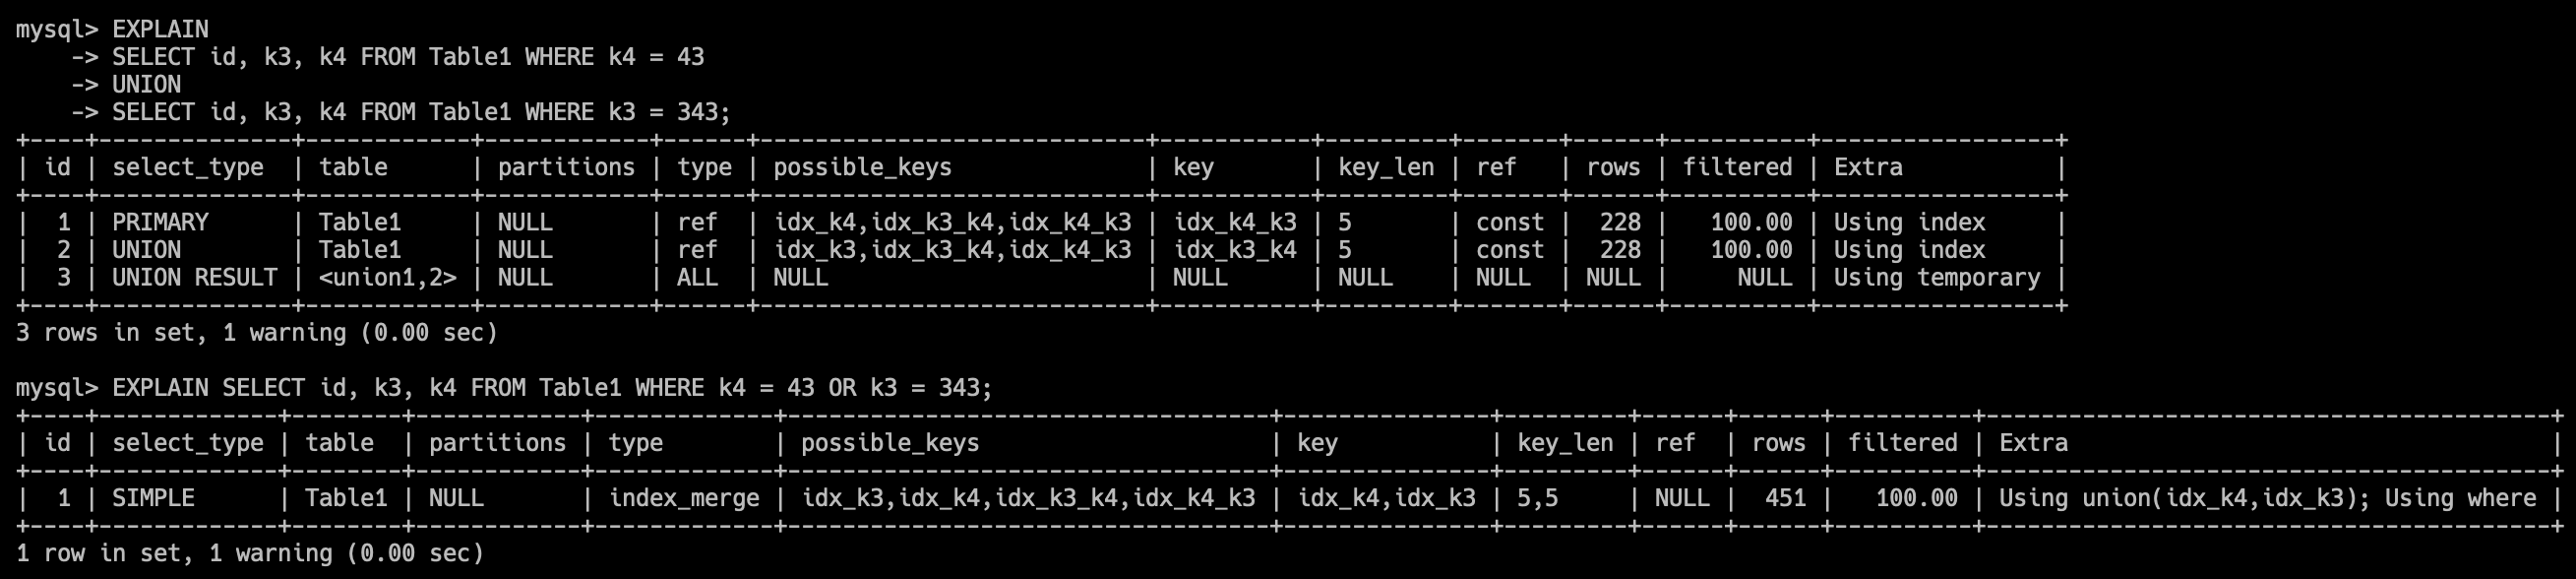 mysql> EXPLAIN
    -> SELECT id, k3, k4 FROM Table1 WHERE k4 = 43
    -> UNION
    -> SELECT id, k3, k4 FROM Table1 WHERE k3 = 343;
+----+--------------+------------+------------+------+----------------------------+-----------+---------+-------+------+----------+-----------------+
| id | select_type  | table      | partitions | type | possible_keys              | key       | key_len | ref   | rows | filtered | Extra           |
+----+--------------+------------+------------+------+----------------------------+-----------+---------+-------+------+----------+-----------------+
|  1 | PRIMARY      | Table1     | NULL       | ref  | idx_k4,idx_k3_k4,idx_k4_k3 | idx_k4_k3 | 5       | const |  228 |   100.00 | Using index     |
|  2 | UNION        | Table1     | NULL       | ref  | idx_k3,idx_k3_k4,idx_k4_k3 | idx_k3_k4 | 5       | const |  228 |   100.00 | Using index     |
|  3 | UNION RESULT | <union1,2> | NULL       | ALL  | NULL                       | NULL      | NULL    | NULL  | NULL |     NULL | Using temporary |
+----+--------------+------------+------------+------+----------------------------+-----------+---------+-------+------+----------+-----------------+
3 rows in set, 1 warning (0.00 sec)

mysql> EXPLAIN SELECT id, k3, k4 FROM Table1 WHERE k4 = 43 OR k3 = 343;
+----+-------------+--------+------------+-------------+-----------------------------------+---------------+---------+------+------+----------+-----------------------------------------+
| id | select_type | table  | partitions | type        | possible_keys                     | key           | key_len | ref  | rows | filtered | Extra                                   |
+----+-------------+--------+------------+-------------+-----------------------------------+---------------+---------+------+------+----------+-----------------------------------------+
|  1 | SIMPLE      | Table1 | NULL       | index_merge | idx_k3,idx_k4,idx_k3_k4,idx_k4_k3 | idx_k4,idx_k3 | 5,5     | NULL |  451 |   100.00 | Using union(idx_k4,idx_k3); Using where |
+----+-------------+--------+------------+-------------+-----------------------------------+---------------+---------+------+------+----------+-----------------------------------------+
1 row in set, 1 warning (0.00 sec)